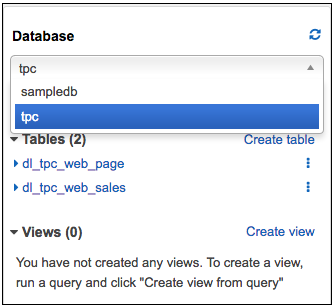 Database
tpc
sampledb
tpc
Tables (2)
Create table
dl_tpc_web_page
dl_tpc_web_sales
Views (0)
Create view
You have not created any views. To create a view,
run a query and click "Create view from query"